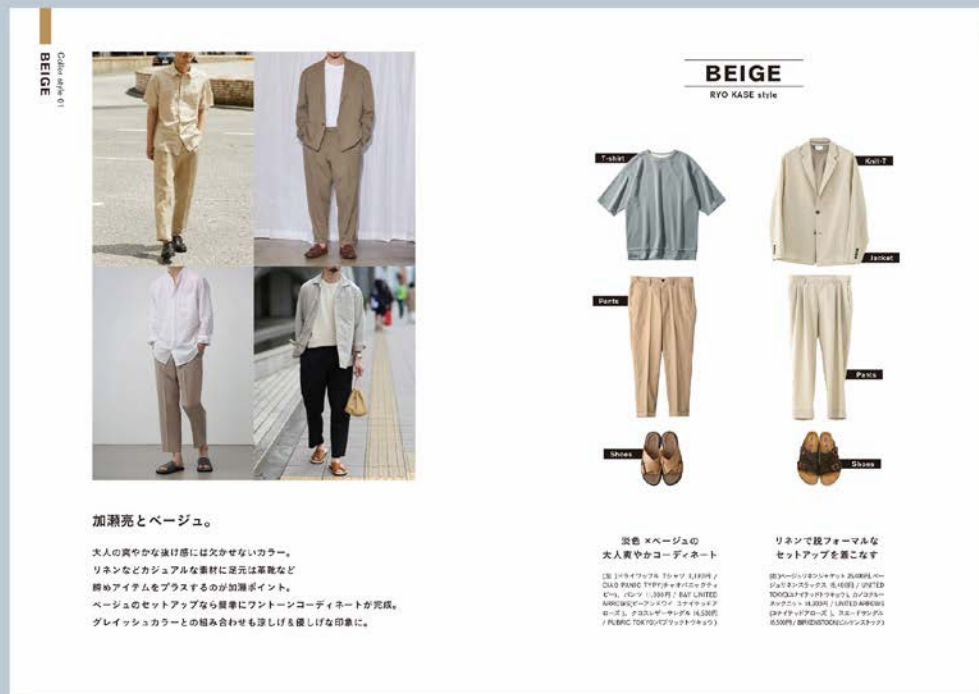 Coller style 01
BEIGE
BEIGE
RYO KASE style
T-shirt
Knit-T
Jacket
Pants
Pants
Shoes
Shoes
加瀬亮とベージュ。
大人の爽やかな抜け感には欠かせないカラー。
リネンなどカジュアルな素材に足元は革靴など
締めアイテムをプラスするのが加瀬ポイント。
ベージュのセットアップなら簡単にワントーンコーディネートが完成。
グレイッシュカラーとの組み合わせも涼しげ&優しげな印象に。
淡色×ベージュの
大人爽やかコーディネート
リネンで脱フォーマルな
セットアップを着こなす